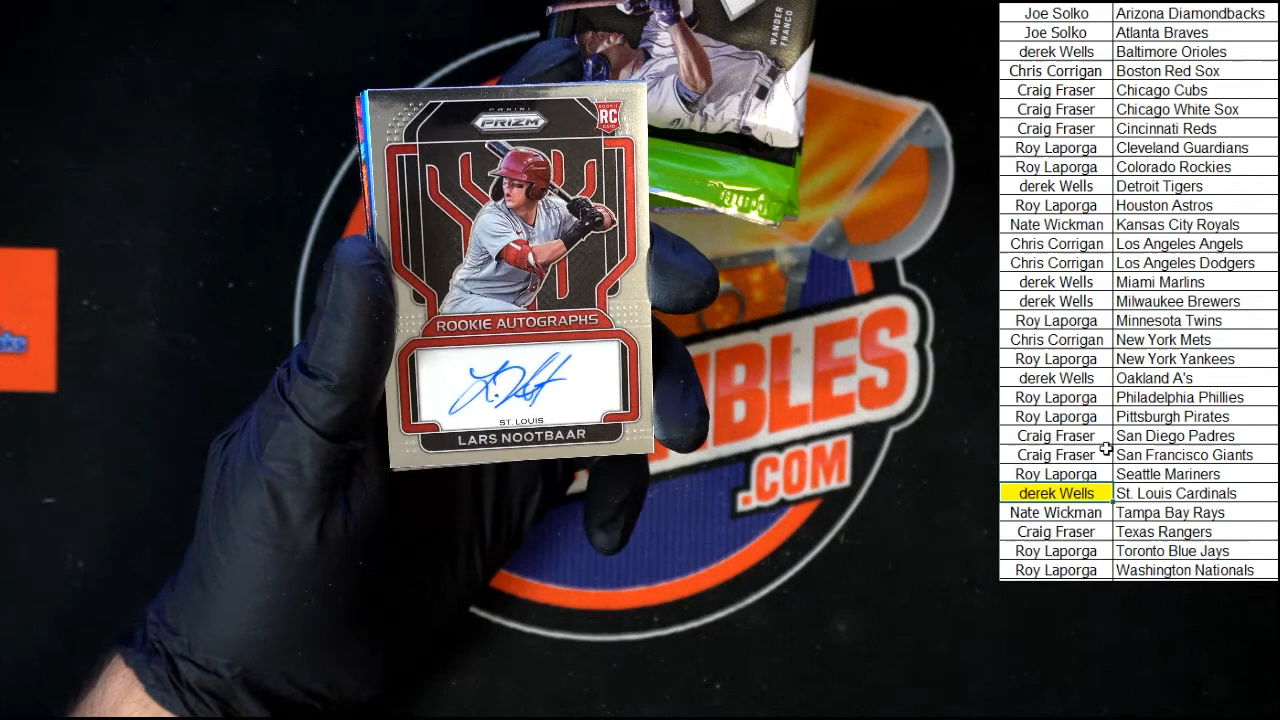 PANINI
PRIZM
ROOKIE
RC
CARD
ROOKIE AUTOGRAPHS
ST. LOUIS
LARS NOOTBAAR
WANDER
FRANCO
BLES
.COM
Joe Solko Arizona Diamondbacks
Joe Solko Atlanta Braves
derek Wells Baltimore Orioles
Chris Corrigan Boston Red Sox
Craig Fraser Chicago Cubs
Craig Fraser Chicago White Sox
Craig Fraser Cincinnati Reds
Roy Laporga Cleveland Guardians
Roy Laporga Colorado Rockies
derek Wells Detroit Tigers
Roy Laporga Houston Astros
Nate Wickman Kansas City Royals
Chris Corrigan Los Angeles Angels
Chris Corrigan Los Angeles Dodgers
derek Wells Miami Marlins
derek Wells Milwaukee Brewers
Roy Laporga Minnesota Twins
Chris Corrigan New York Mets
Roy Laporga New York Yankees
derek Wells Oakland A's
Roy Laporga Philadelphia Phillies
Roy Laporga Pittsburgh Pirates
Craig Fraser San Diego Padres
Craig Fraser San Francisco Giants
Roy Laporga Seattle Mariners
derek Wells St. Louis Cardinals
Nate Wickman Tampa Bay Rays
Craig Fraser Texas Rangers
Roy Laporga Toronto Blue Jays
Roy Laporga Washington Nationals